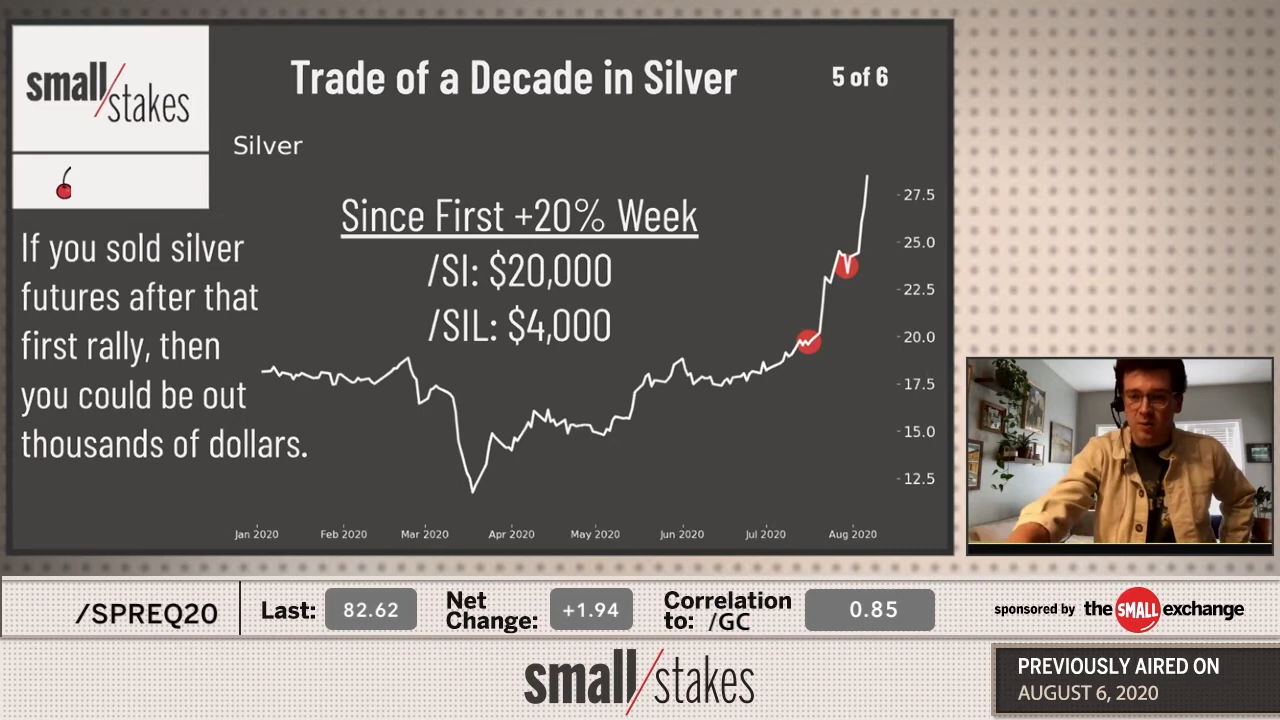 small/stakes
Trade of a Decade in Silver
5 of 6
Silver
Since First +20% Week
/SI: $20,000
/SIL: $4,000
If you sold silver
futures after that
first rally, then
you could be out
thousands of dollars.
27.5
25.0
22.5
20.0
17.5
15.0
12.5
Jan 2020 Feb 2020 Mar 2020 Apr 2020 May 2020 Jun 2020 Jul 2020 Aug 2020
/SPREQ20
Last: 82.62
Net
Change: +1.94
Correlation
to: /GC 0.85
sponsored by the SMALL exchange
small/stakes
PREVIOUSLY AIRED ON
AUGUST 6, 2020